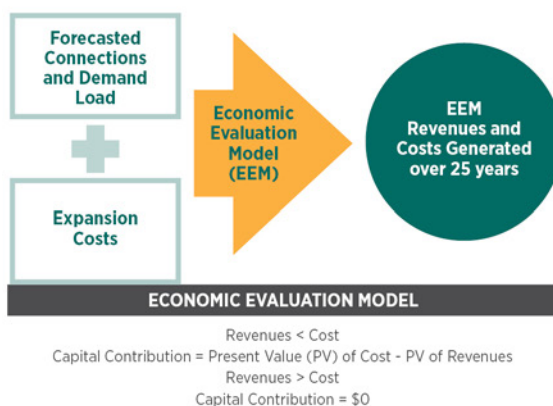 Forecasted
Connections
and Demand
Load
Expansion
Costs
Economic
Evaluation
Model
(EEM)
EEM
Revenues and
Costs Generated
over 25 years
ECONOMIC EVALUATION MODEL
Revenues < Cost
Capital Contribution = Present Value (PV) of Cost - PV of Revenues
Revenues > Cost
Capital Contribution = $0